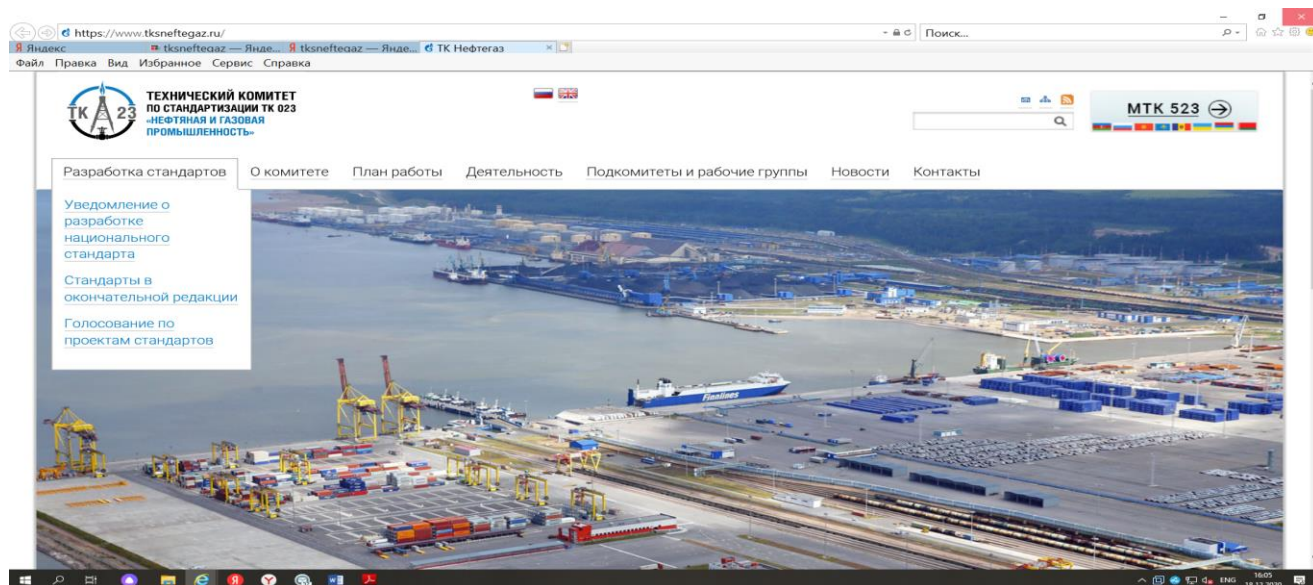 https://www.tksneftegaz.ru/
Поиск...
Яндекс
tksneftegaz — Янде...
tksneftegaz — Янде...
ТК Нефтегаз
Файл Правка Вид Избранное Сервис Справка
ТК 23
ТЕХНИЧЕСКИЙ КОМИТЕТ
ПО СТАНДАРТИЗАЦИИ ТК 023
«НЕФТЯНАЯ И ГАЗОВАЯ
ПРОМЫШЛЕННОСТЬ»
МТК 523
Разработка стандартов
О комитете
План работы
Деятельность
Подкомитеты и рабочие группы
Новости
Контакты
Уведомление о
разработке
национального
стандарта
Стандарты в
окончательной редакции
Голосование по
проектам стандартов
Finnlines
ENG
16:05
18.12.2020